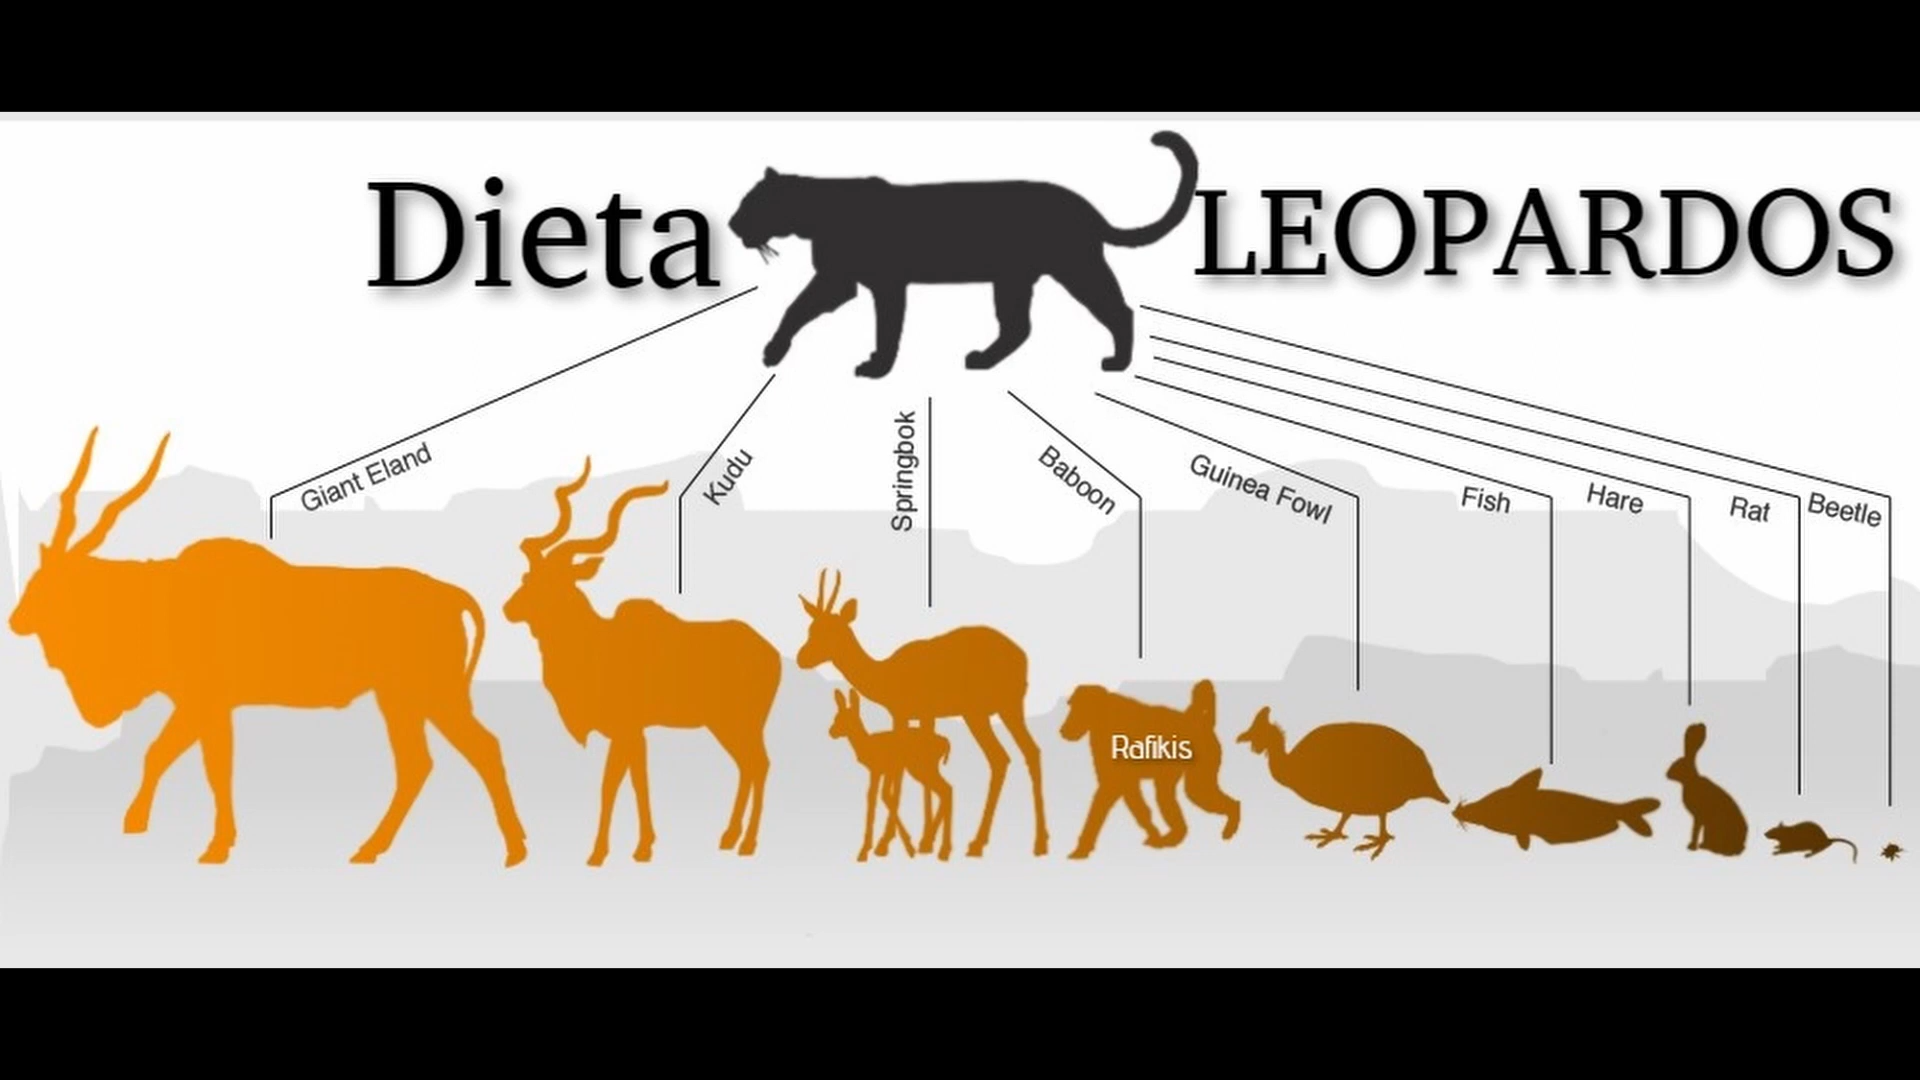 Dieta
LEOPARDOS
Giant Eland
Kudu
Springbok
Baboon
Guinea Fowl
Fish
Hare
Rat
Beetle
Rafikis